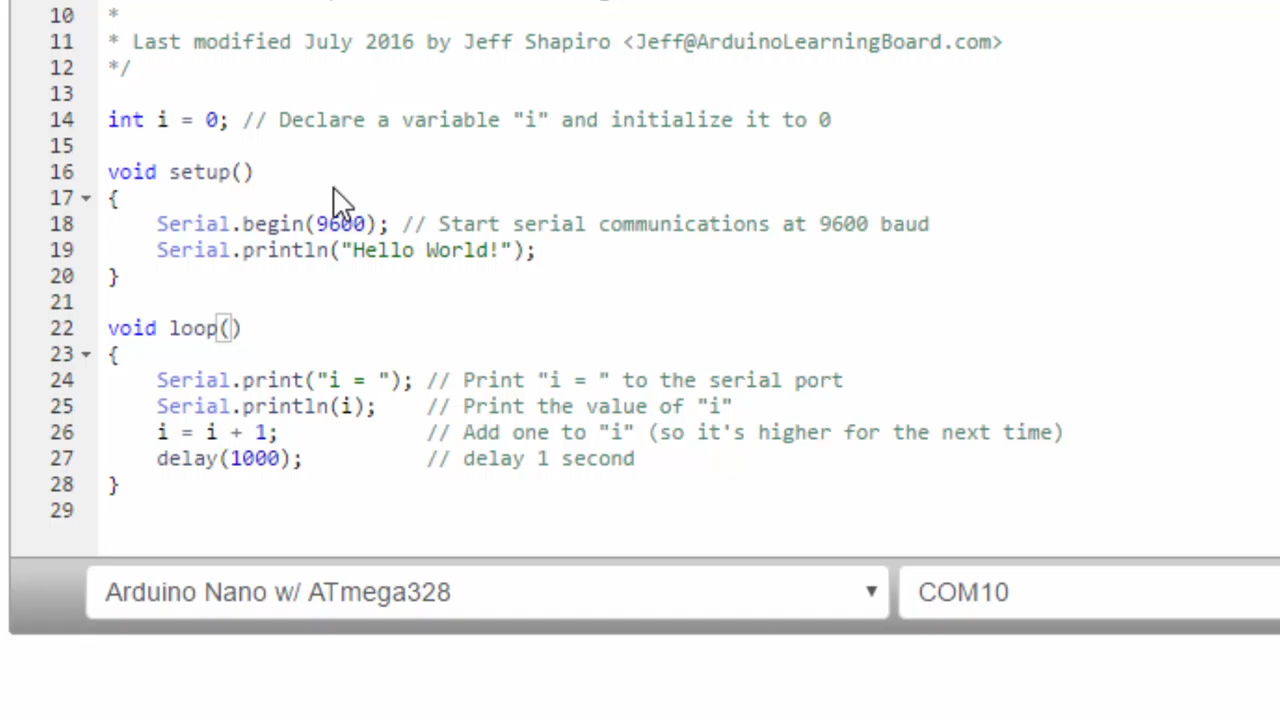 10 *
11 * Last modified July 2016 by Jeff Shapiro <Jeff@ArduinoLearningBoard.com>
12 */
13
14 int i = 0; // Declare a variable "i" and initialize it to 0
15
16 void setup()
17 {
18 Serial.begin(9600); // Start serial communications at 9600 baud
19 Serial.println("Hello World!");
20 }
21
22 void loop()
23 {
24 Serial.print("i = "); // Print "i = " to the serial port
25 Serial.println(i); // Print the value of "i"
26 i = i + 1; // Add one to "i" (so it's higher for the next time)
27 delay(1000); // delay 1 second
28 }
29
Arduino Nano w/ ATmega328 COM10